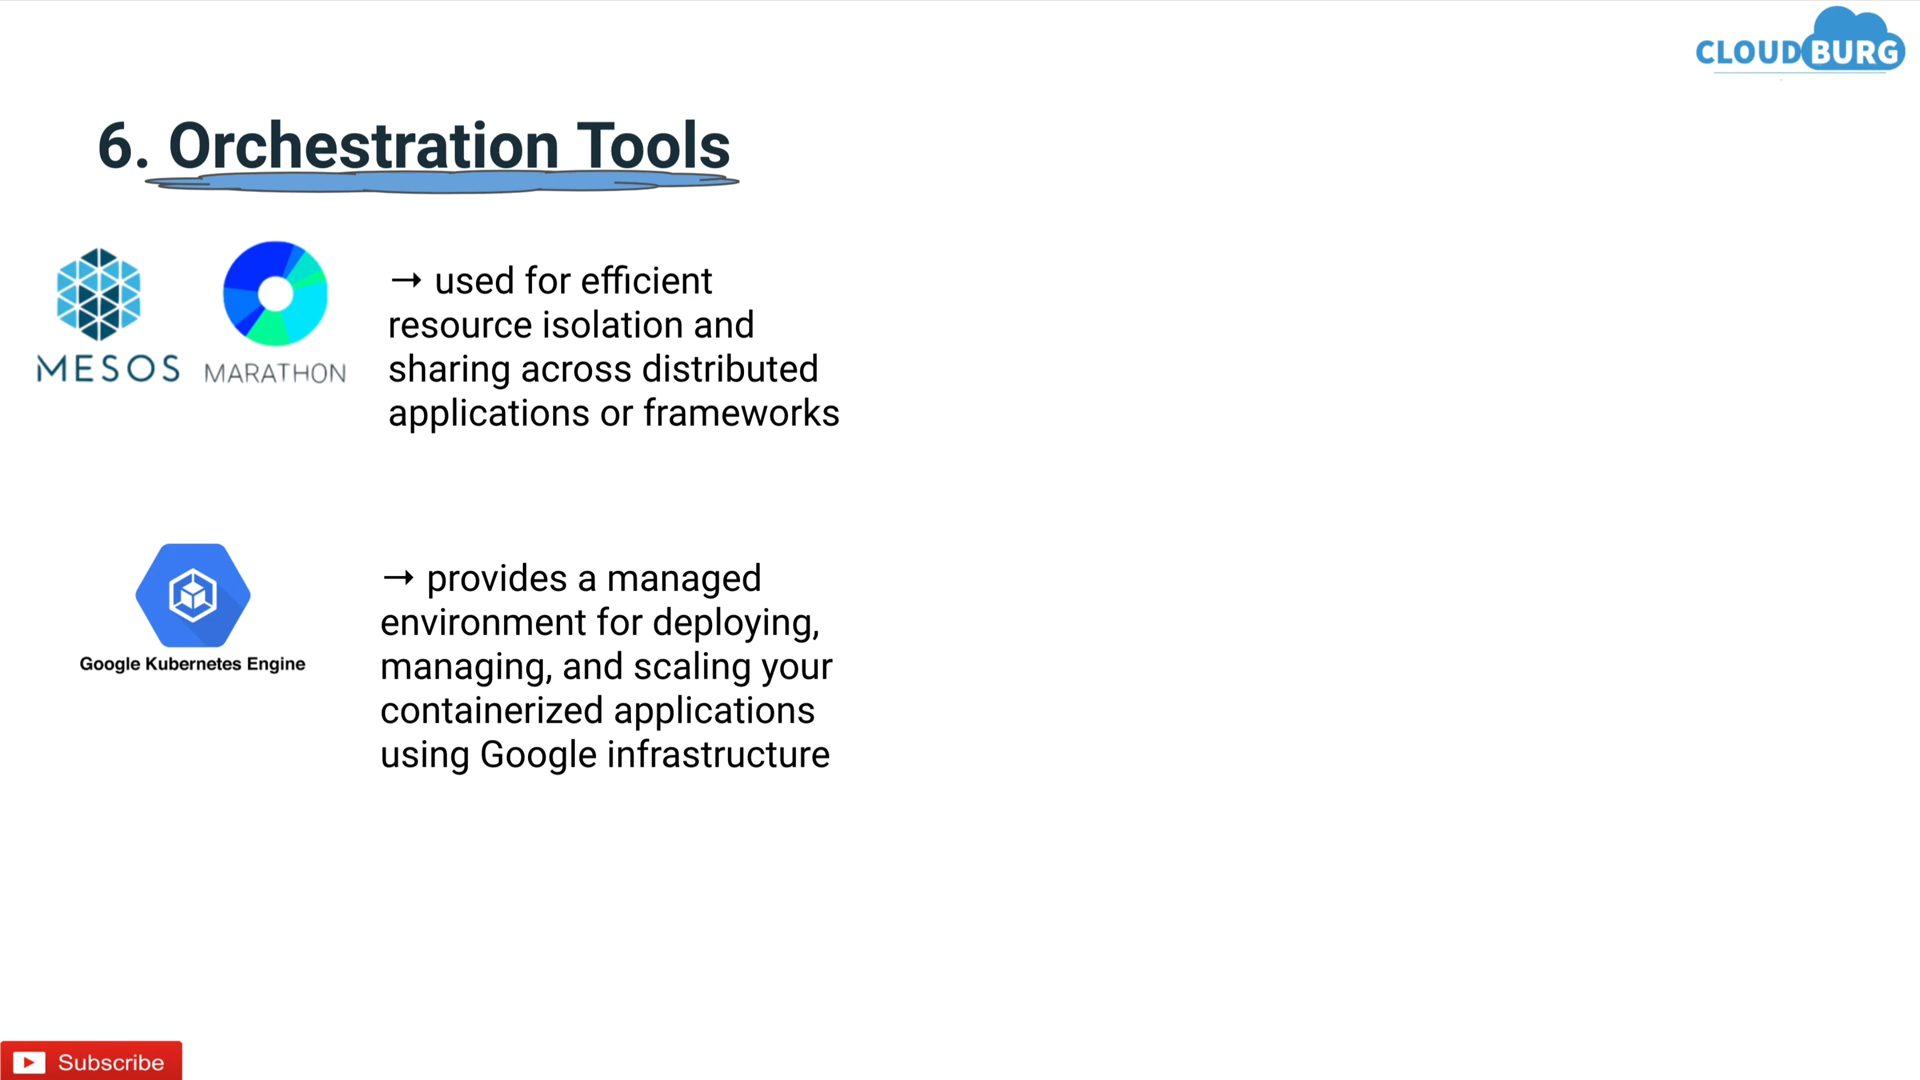 CLOUDBURG
6. Orchestration Tools
MESOS
MARATHON
→ used for efficient
resource isolation and
sharing across distributed
applications or frameworks
Google Kubernetes Engine
→ provides a managed
environment for deploying,
managing, and scaling your
containerized applications
using Google infrastructure
Subscribe